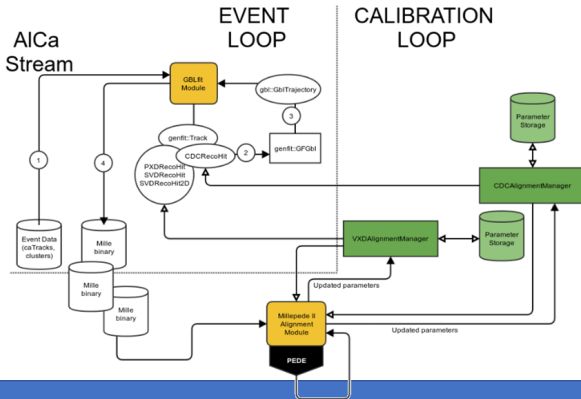 EVENT
LOOP
CALIBRATION
LOOP
AlCa
Stream
GBLfit
Module
gbl::GblTrajectory
3
genfit::Track
CDCRecoHit
2
genfit::GFGbl
PXDRecoHit
SVDRecoHit
SVDRecoHit2D
1
4
Parameter
Storage
CDCAlignmentManager
VXDAlignmentManager
Parameter
Storage
Event Data
(caTracks,
clusters)
Mille
binary
Mille
binary
Mille
binary
Updated parameters
Millepede II
Alignment
Module
Updated parameters
PEDE